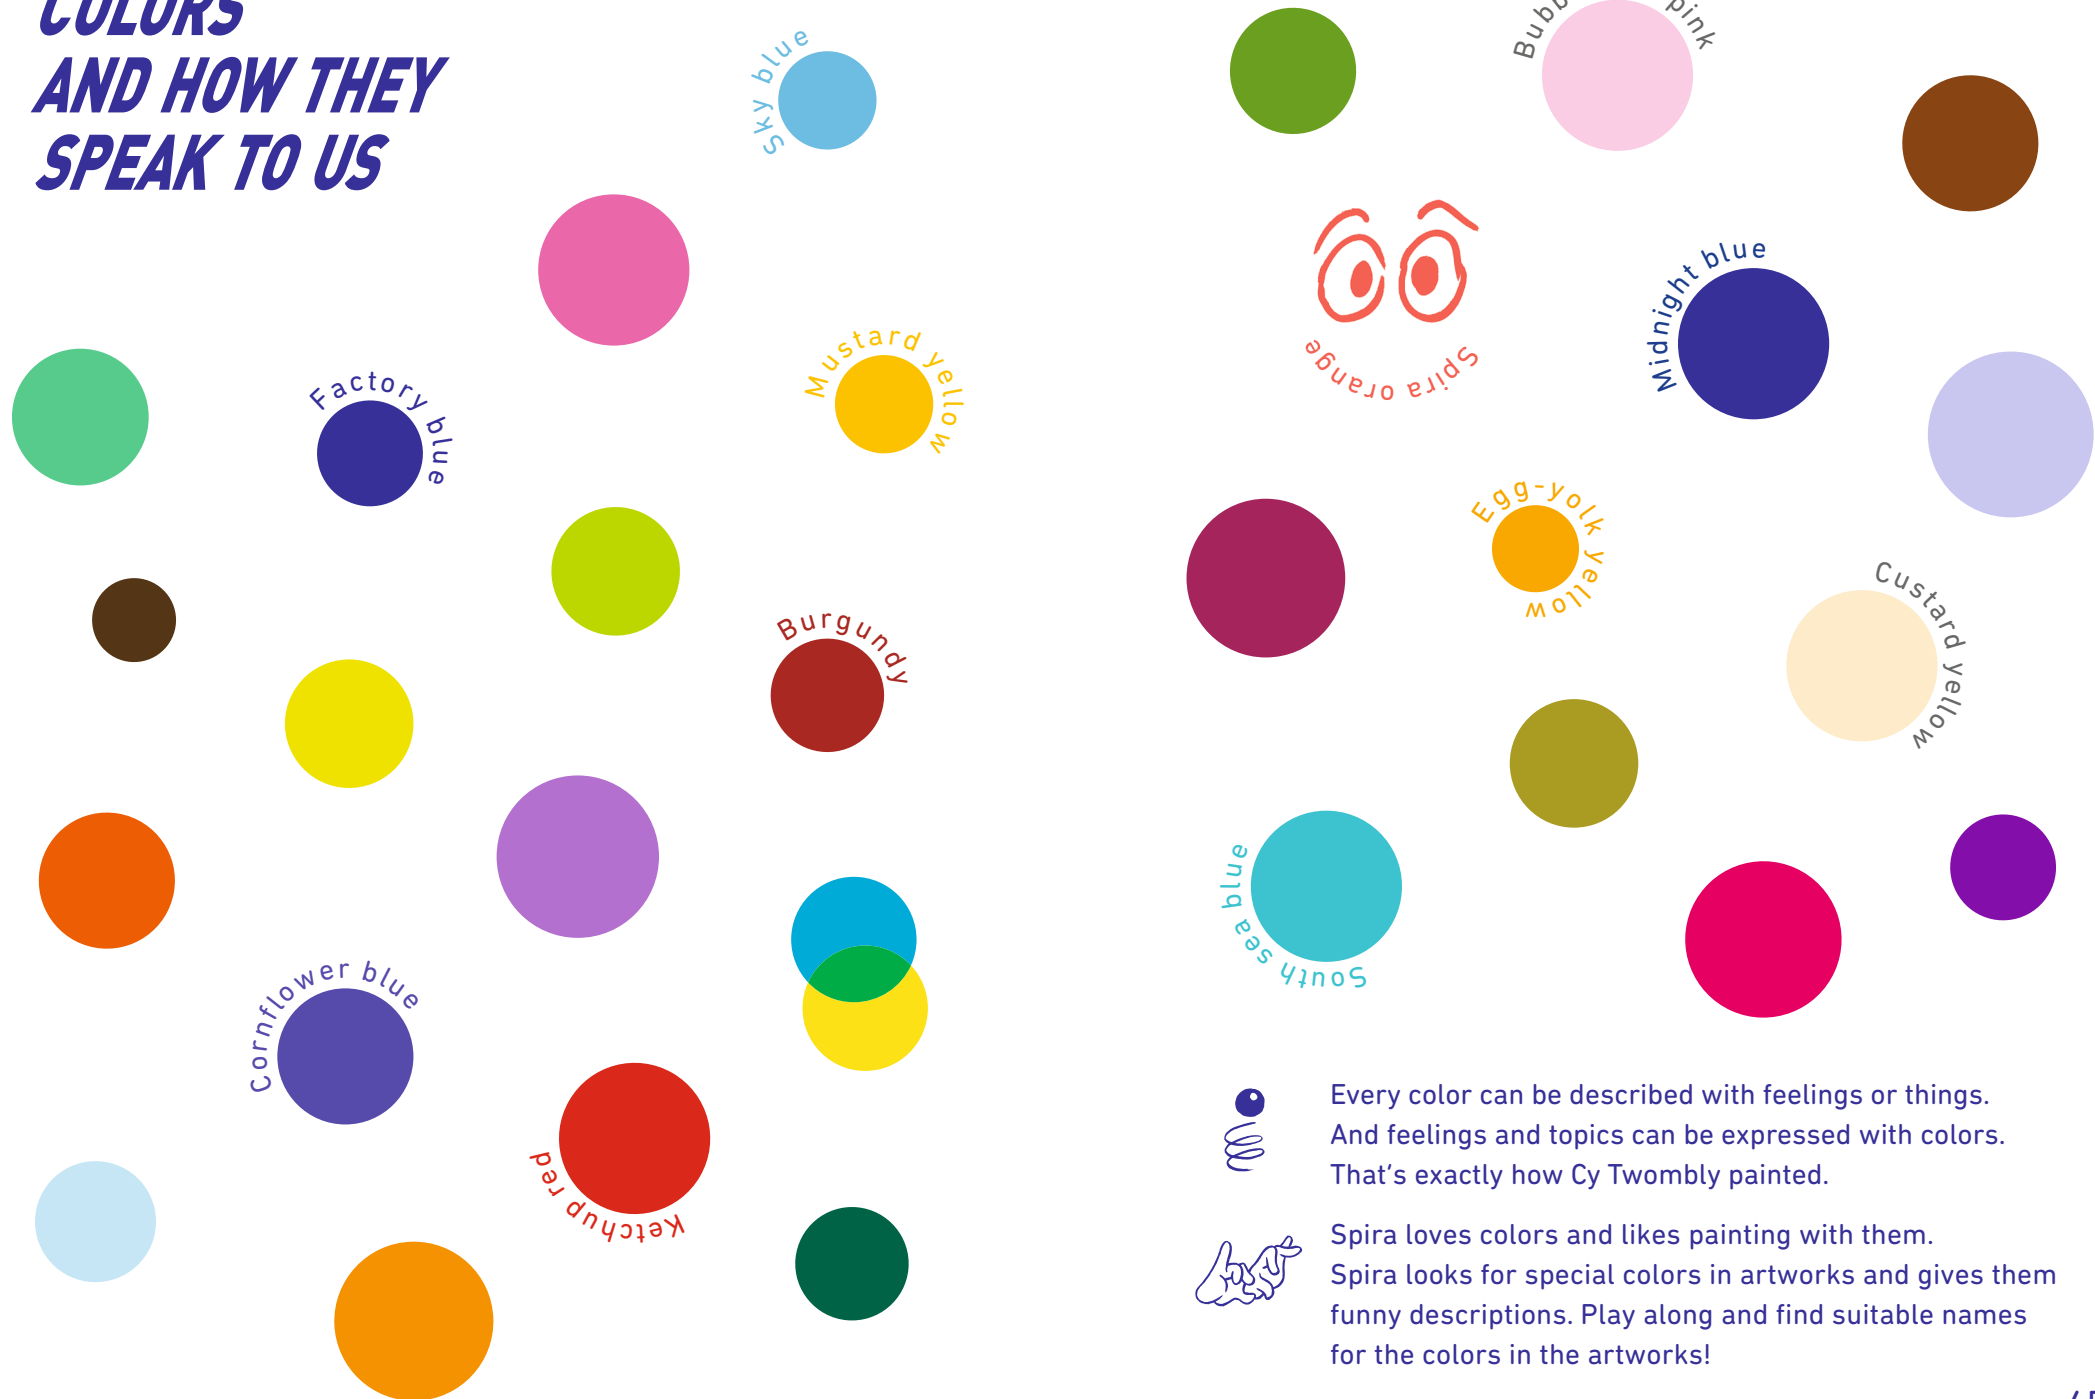 COLORS
AND HOW THEY
SPEAK TO US
Sky blue
Mustard yellow
Factory blue
Burgundy
Cornflower blue
Ketchup red
pink
Spira orange
Midnight blue
Egg-yolk yellow
Custard yellow
South sea blue
Every color can be described with feelings or things.
And feelings and topics can be expressed with colors.
That's exactly how Cy Twombly painted.
Spira loves colors and likes painting with them.
Spira looks for special colors in artworks and gives them
funny descriptions. Play along and find suitable names
for the colors in the artworks!